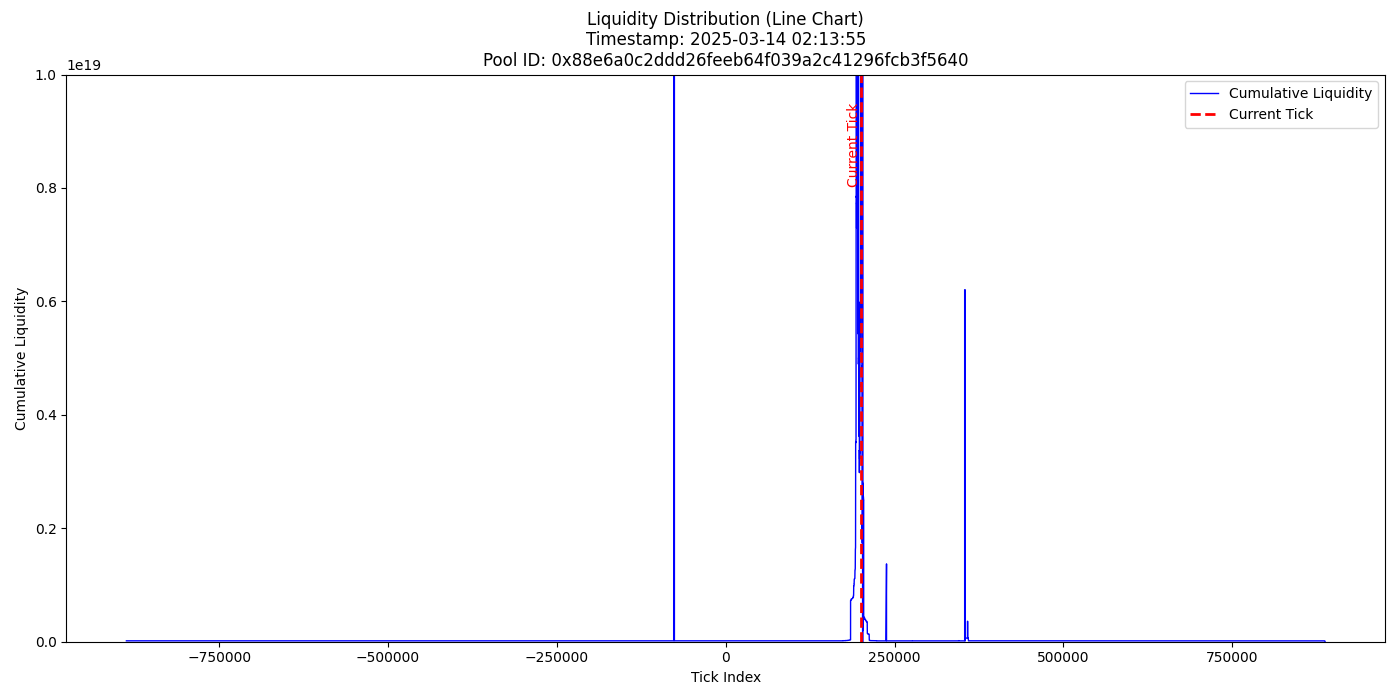 Liquidity Distribution (Line Chart)
Timestamp: 2025-03-14 02:13:55
Pool ID: 0x88e6a0c2ddd26feeb64f039a2c41296fcb3f5640
1e19
1.0
0.8
0.6
0.4
0.2
0.0
Cumulative Liquidity
Current Tick
Cumulative Liquidity
Current Tick
−750000 −500000 −250000 0 250000 500000 750000
Tick Index